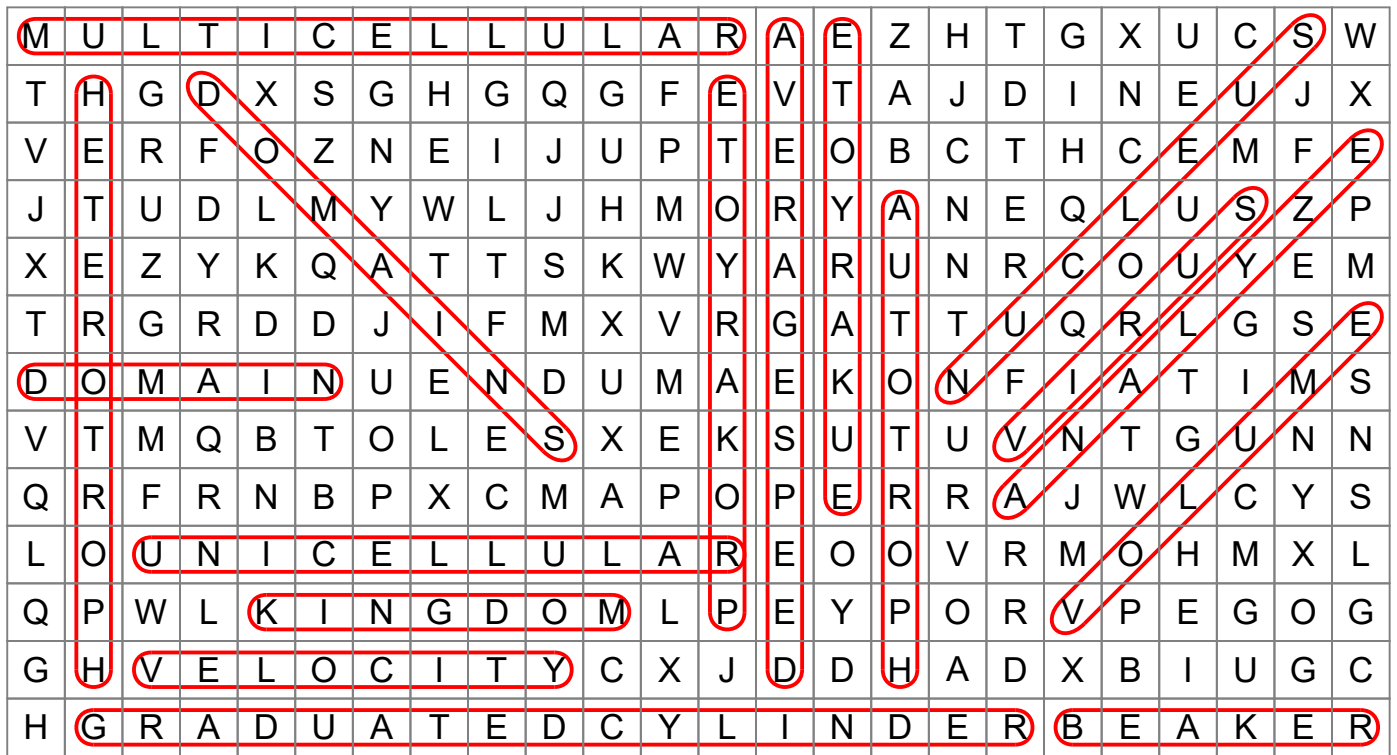 M U L T I C E L L U L A R A E Z H T G X U C S W
T H G D X S G H G Q G F E V T A J D I N E U J X
V E R F O Z N E I J U P T E O B C T H C E M F E
J T U D L M Y W L J H M O R Y A N E Q L U S Z P
X E Z Y K Q A T T S K W Y A R U N R C O U Y E M
T R G R D D J I F M X V R G A T T U Q R L G S E
D O M A I N U E N D U M A E K O N F I A T I M S
V T M Q B T O L E S X E K S U T U V N T G U N N
Q R F R N B P X C M A P O P E R R A J W L C Y S
L O U N I C E L L U L A R E O O V R M O H M X L
Q P W L K I N G D O M L P E Y P O R V P E G O G
G H V E L O C I T Y C X J D D H A D X B I U G C
H G R A D U A T E D C Y L I N D E R B E A K E R